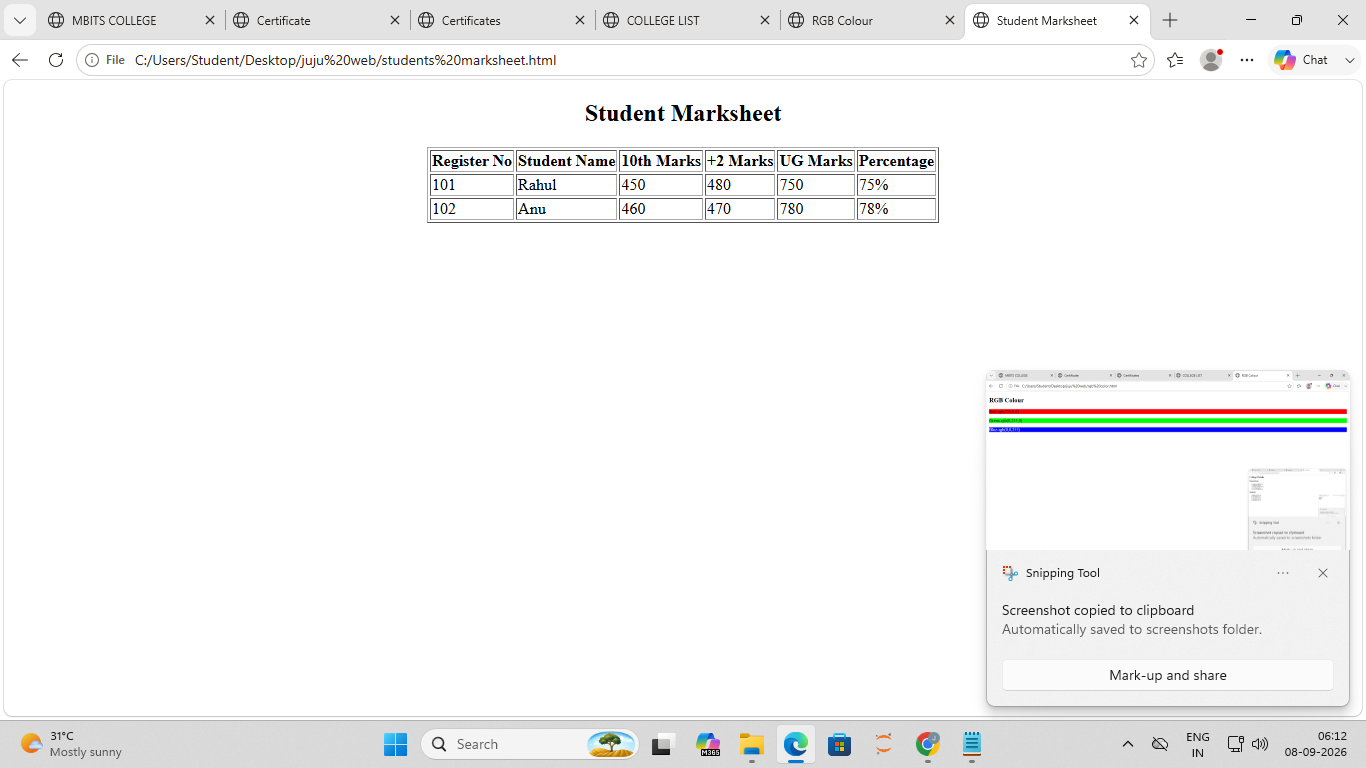 MBITS COLLEGE
Certificate
Certificates
COLLEGE LIST
RGB Colour
Student Marksheet
File C:/Users/Student/Desktop/juju%20web/students%20marksheet.html
Chat
Student Marksheet
Register No Student Name 10th Marks +2 Marks UG Marks Percentage
101 Rahul 450 480 750 75%
102 Anu 460 470 780 78%
RGB Colour
Snipping Tool
Screenshot copied to clipboard
Automatically saved to screenshots folder.
Mark-up and share
31°C
Mostly sunny
Search
M365
ENG
IN
06:12
08-09-2026